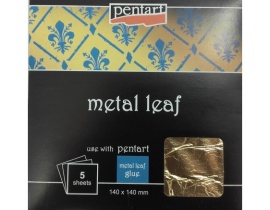 pentart
metal leaf
use with pentart
metal leaf
glue
5
sheets
140 x 140 mm